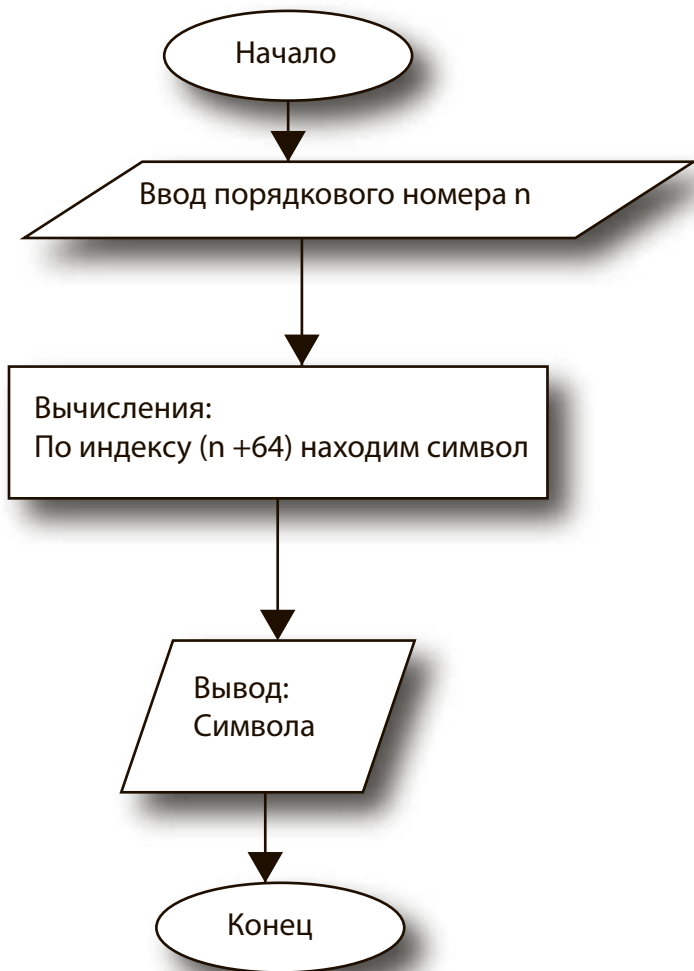 Начало
Ввод порядкового номера n
Вычисления:
По индексу (n +64) находим символ
Вывод:
Символа
Конец